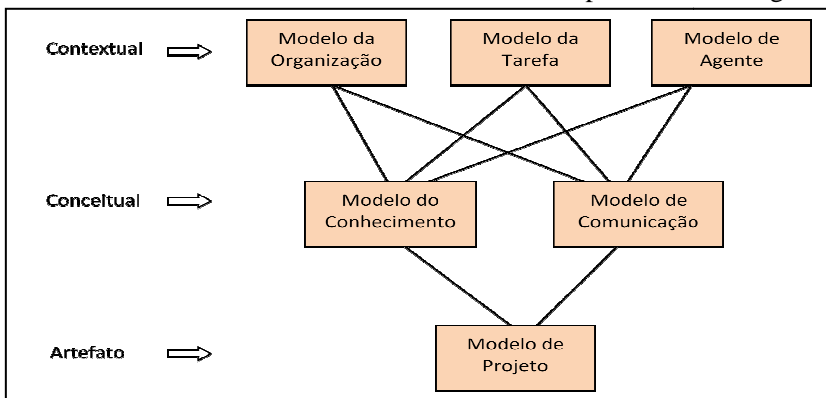 Contextual
Modelo da
Organização
Modelo da
Tarefa
Modelo de
Agente
Conceitual
Modelo do
Conhecimento
Modelo de
Comunicação
Artefato
Modelo de
Projeto